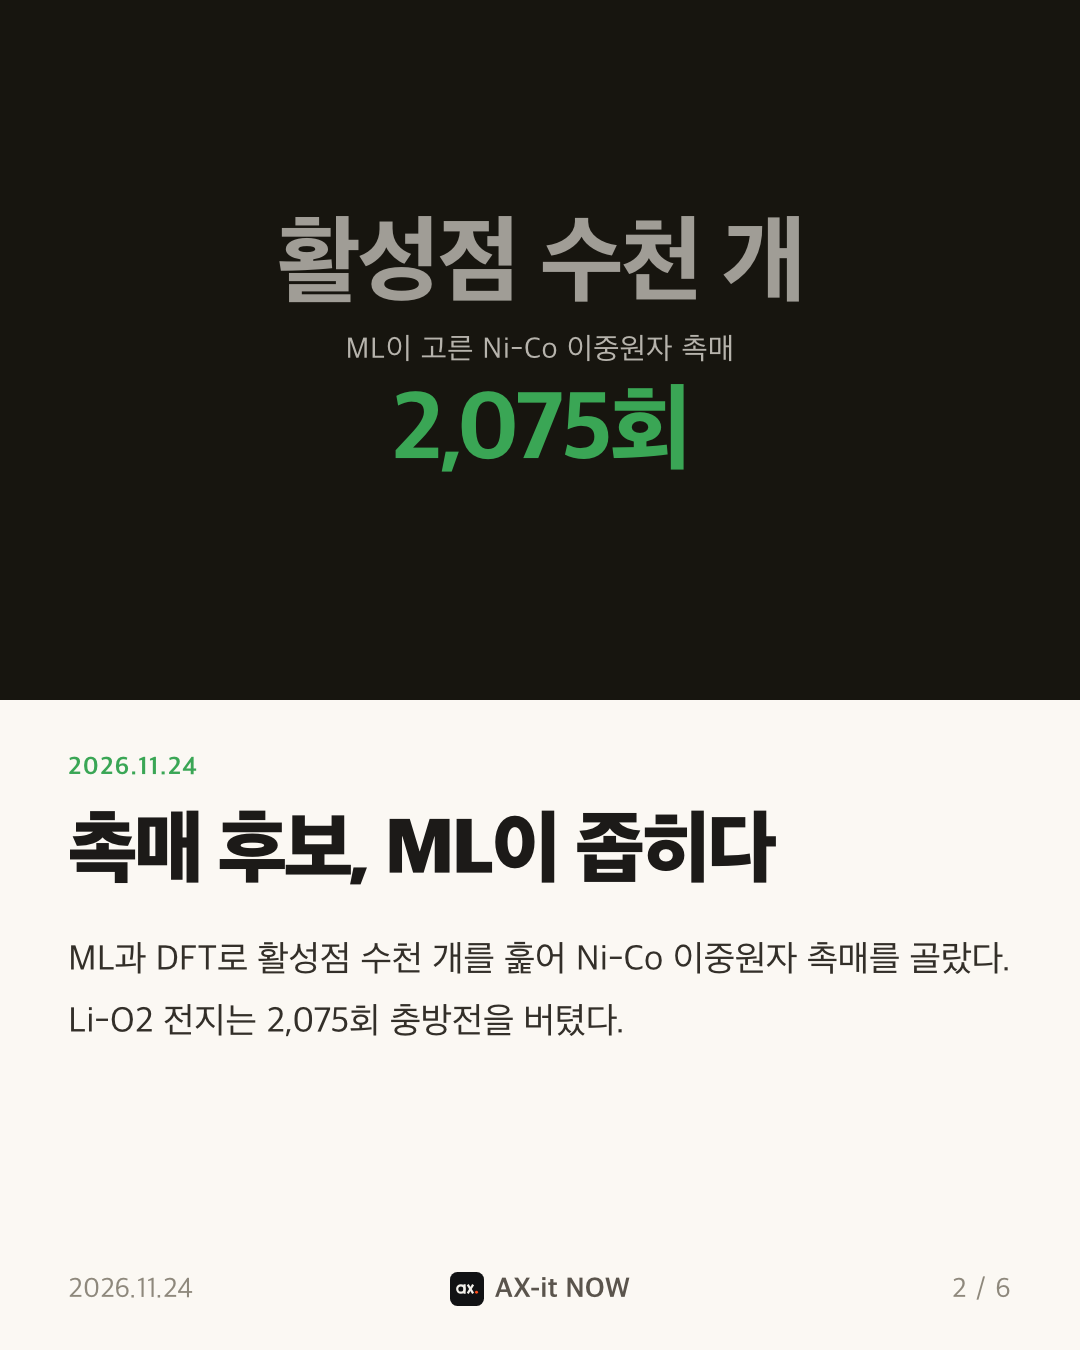 활성점 수천 개
ML이 고른 Ni-Co 이중원자 촉매
2,075회
2026.11.24
촉매 후보, ML이 좁히다
ML과 DFT로 활성점 수천 개를 훑어 Ni-Co 이중원자 촉매를 골랐다.
Li-O2 전지는 2,075회 충방전을 버텼다.
2026.11.24
ax.
AX-it NOW
2 / 6